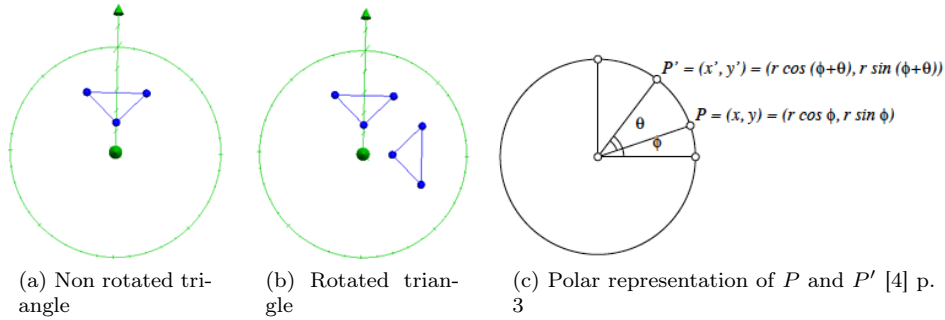 P' = (x', y') = (r cos (ϕ+θ), r sin (ϕ+θ))
P = (x, y) = (r cos ϕ, r sin ϕ)
θ
ϕ
(a) Non rotated tri-
angle
(b) Rotated trian-
gle
(c) Polar representation of P and P′ [4] p.
3